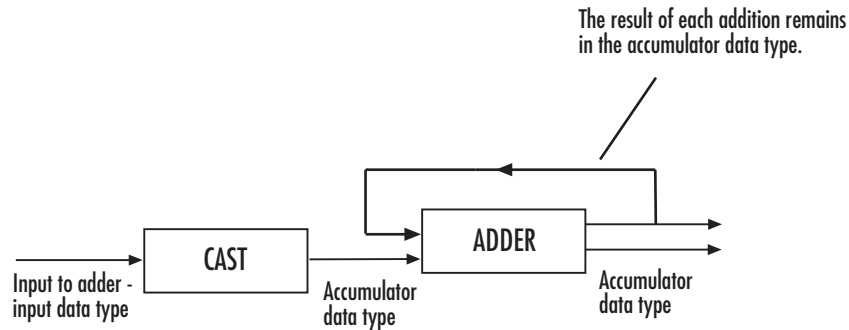 The result of each addition remains
in the accumulator data type.
CAST
ADDER
Input to adder -
input data type
Accumulator
data type
Accumulator
data type